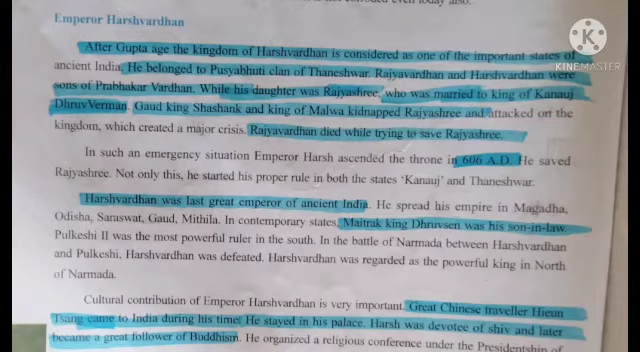 even today also.
Emperor Harshvardhan
After Gupta age the kingdom of Harshvardhan is considered as one of the important states of
ancient India. He belonged to Pusyabhuti clan of Thaneshwar. Rajyavardhan and Harshvardhan were
sons of Prabhakar Vardhan. While his daughter was Rajyashree, who was married to king of Kanauj
DhruvVerman. Gaud king Shashank and king of Malwa kidnapped Rajyashree and attacked on the
kingdom, which created a major crisis. Rajyavardhan died while trying to save Rajyashree.
In such an emergency situation Emperor Harsh ascended the throne in 606 A.D. He saved
Rajyashree. Not only this, he started his proper rule in both the states 'Kanauj' and Thaneshwar.
Harshvardhan was last great emperor of ancient India. He spread his empire in Magadha,
Odisha, Saraswat, Gaud, Mithila. In contemporary states, Maitrak king Dhruvsen was his son-in-law.
Pulkeshi II was the most powerful ruler in the south. In the battle of Narmada between Harshvardhan
and Pulkeshi, Harshvardhan was defeated. Harshvardhan was regarded as the powerful king in North
of Narmada.
Cultural contribution of Emperor Harshvardhan is very important. Great Chinese traveller Hieun
Tsang came to India during his time. He stayed in his palace. Harsh was devotee of shiv and later
became a great follower of Buddhism. He organized a religious conference under the Presidentship of
K
KINEMASTER